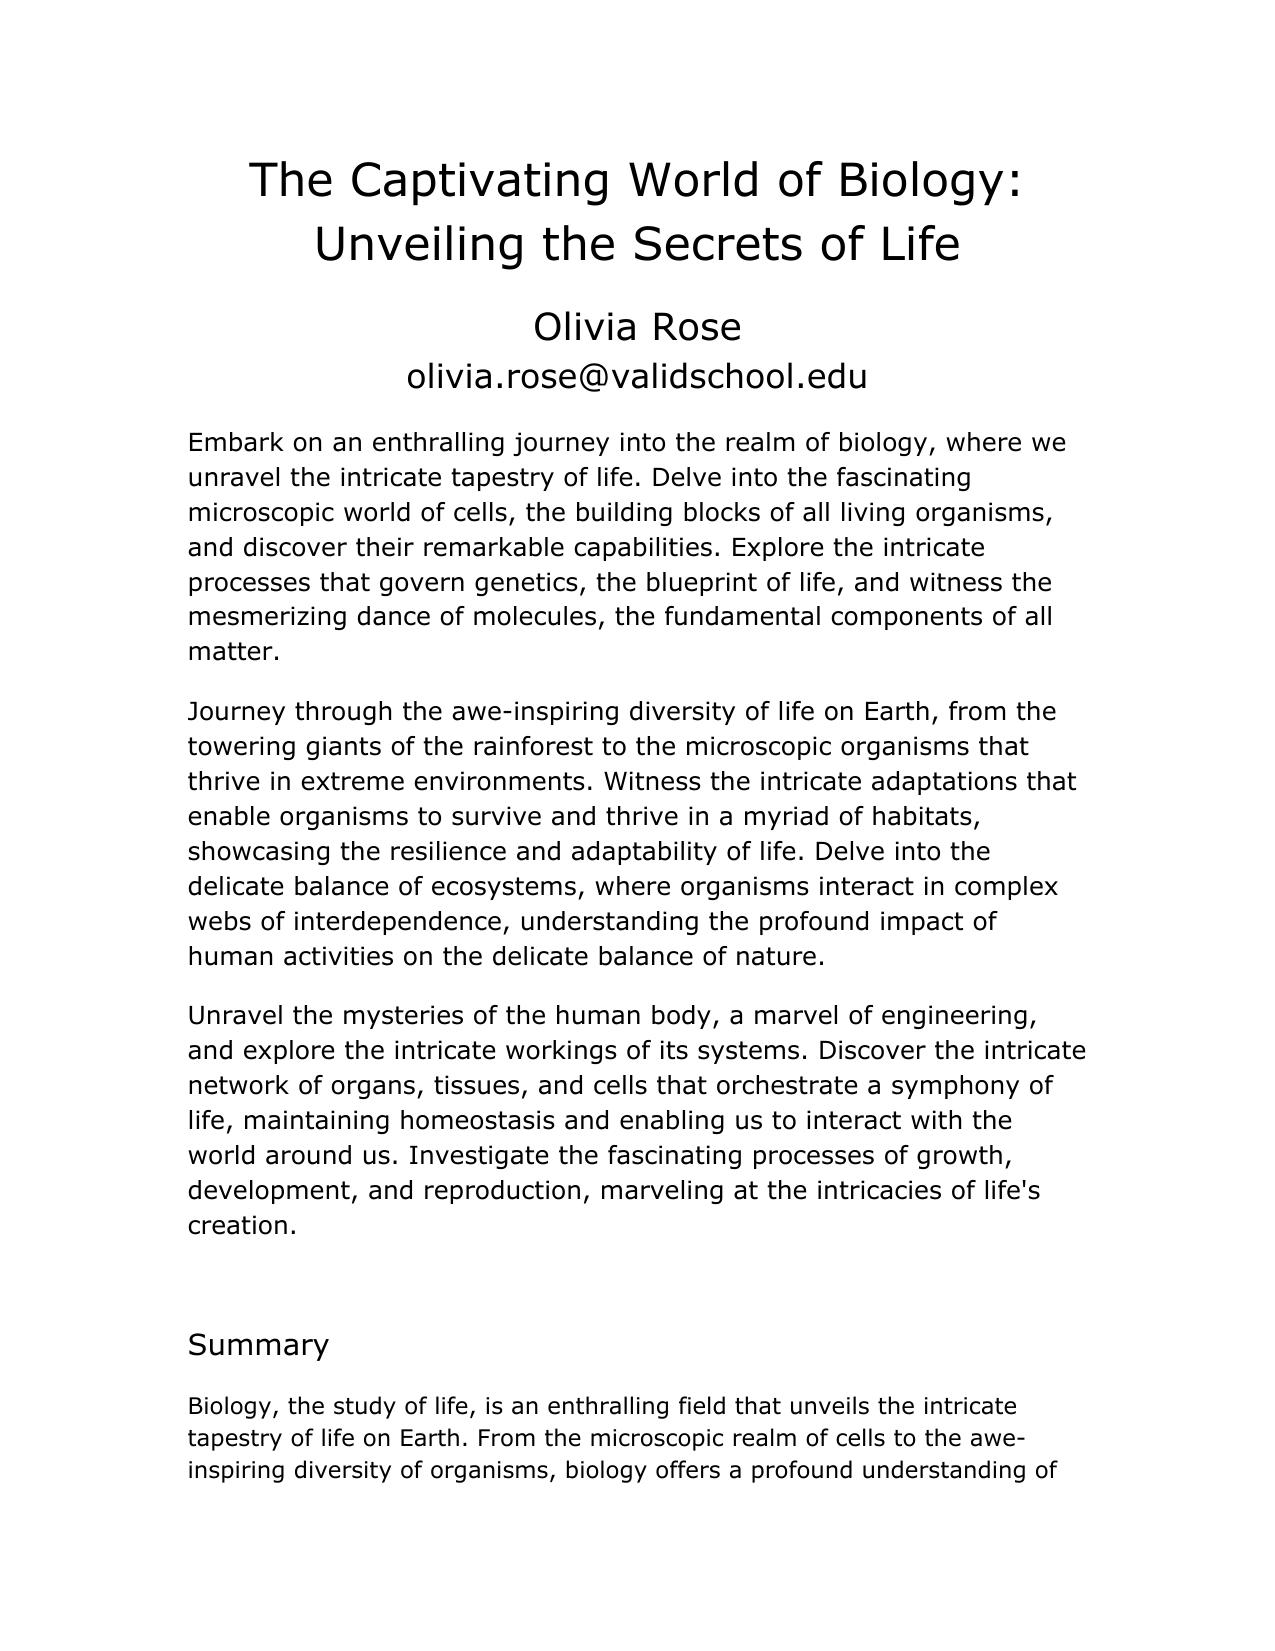 The Captivating World of Biology:
Unveiling the Secrets of Life
Olivia Rose
olivia.rose@validschool.edu
Embark on an enthralling journey into the realm of biology, where we
unravel the intricate tapestry of life. Delve into the fascinating
microscopic world of cells, the building blocks of all living organisms,
and discover their remarkable capabilities. Explore the intricate
processes that govern genetics, the blueprint of life, and witness the
mesmerizing dance of molecules, the fundamental components of all
matter.
Journey through the awe-inspiring diversity of life on Earth, from the
towering giants of the rainforest to the microscopic organisms that
thrive in extreme environments. Witness the intricate adaptations that
enable organisms to survive and thrive in a myriad of habitats,
showcasing the resilience and adaptability of life. Delve into the
delicate balance of ecosystems, where organisms interact in complex
webs of interdependence, understanding the profound impact of
human activities on the delicate balance of nature.
Unravel the mysteries of the human body, a marvel of engineering,
and explore the intricate workings of its systems. Discover the intricate
network of organs, tissues, and cells that orchestrate a symphony of
life, maintaining homeostasis and enabling us to interact with the
world around us. Investigate the fascinating processes of growth,
development, and reproduction, marveling at the intricacies of life's
creation.
Summary
Biology, the study of life, is an enthralling field that unveils the intricate
tapestry of life on Earth. From the microscopic realm of cells to the awe-
inspiring diversity of organisms, biology offers a profound understanding of